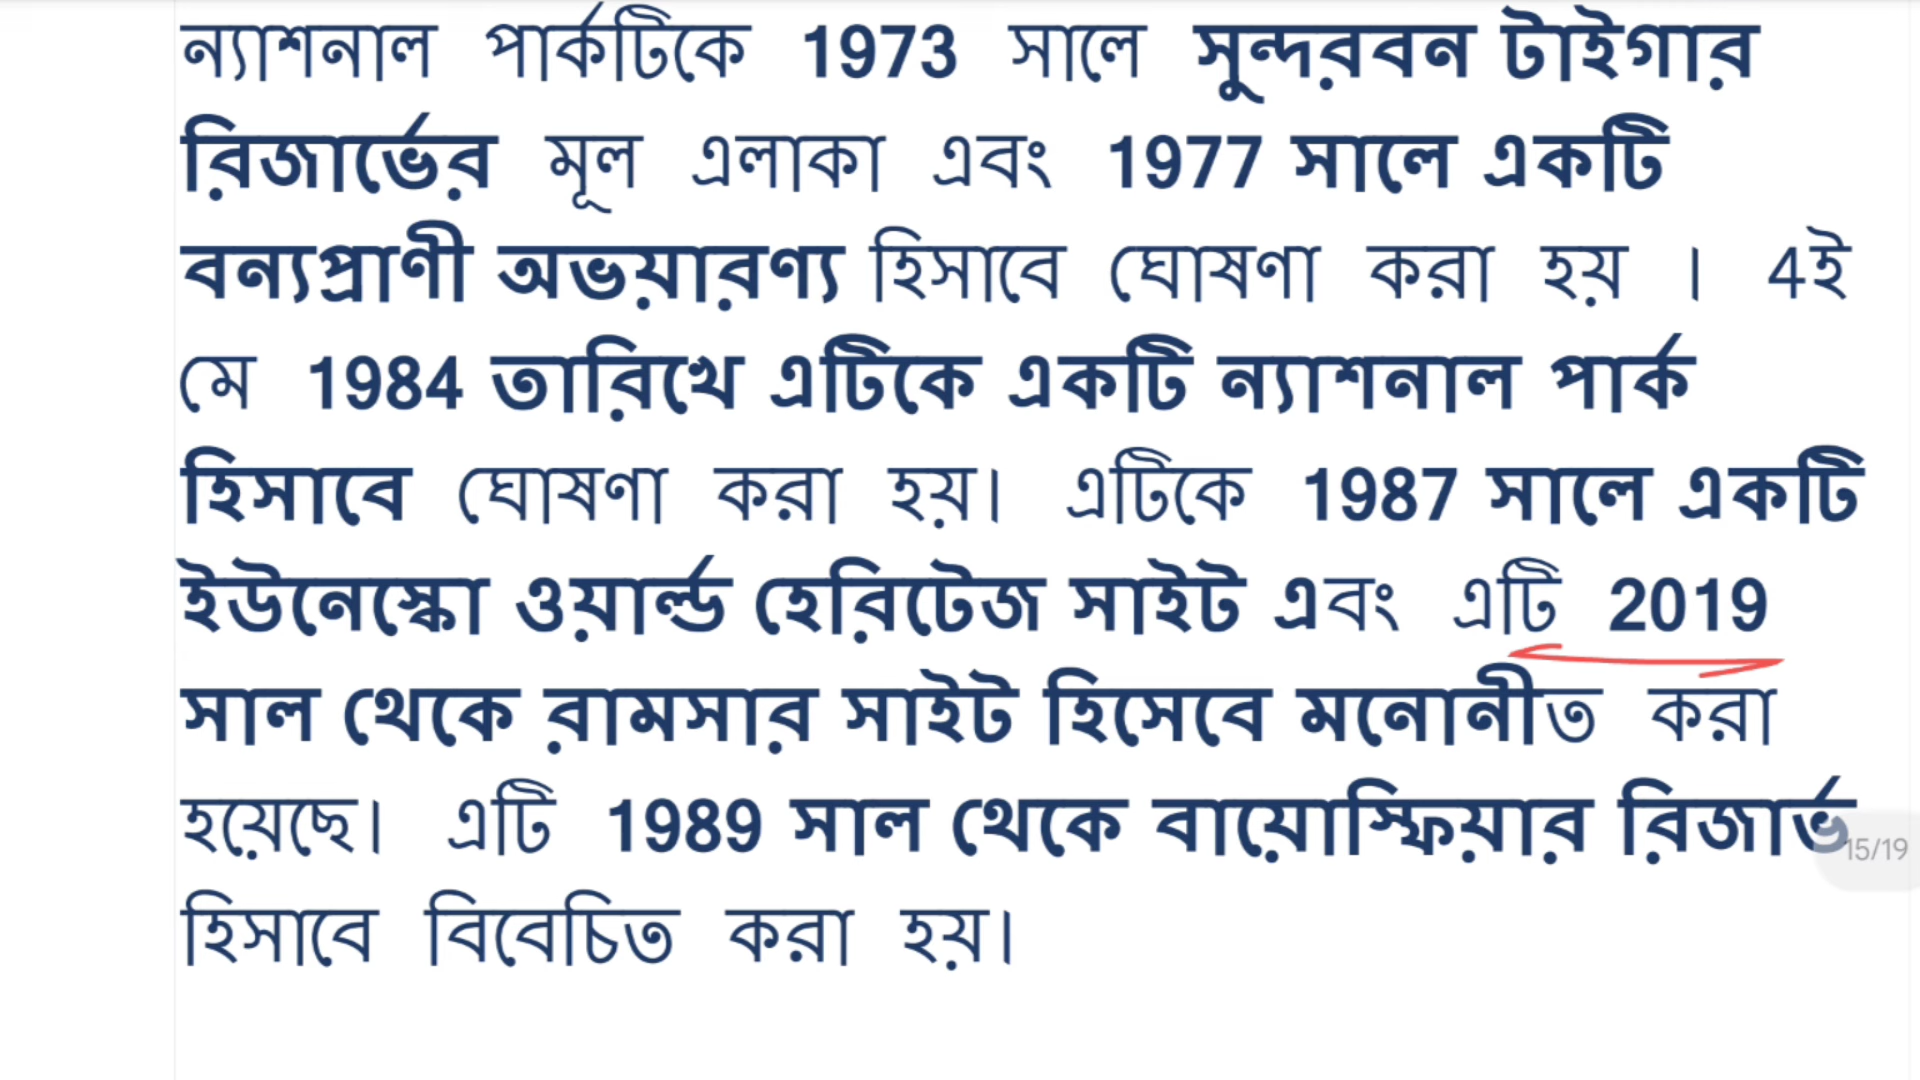 ন্যাশনাল পার্কটিকে 1973 সালে সুন্দরবন টাইগার
রিজার্ভের মূল এলাকা এবং 1977 সালে একটি
বন্যপ্রাণী অভয়ারণ্য হিসাবে ঘোষণা করা হয় । 4ই
মে 1984 তারিখে এটিকে একটি ন্যাশনাল পার্ক
হিসাবে ঘোষণা করা হয়। এটিকে 1987 সালে একটি
ইউনেস্কো ওয়ার্ল্ড হেরিটেজ সাইট এবং এটি 2019
সাল থেকে রামসার সাইট হিসেবে মনোনীত করা
হয়েছে। এটি 1989 সাল থেকে বায়োস্ফিয়ার রিজার্ভ
15/19
হিসাবে বিবেচিত করা হয়।